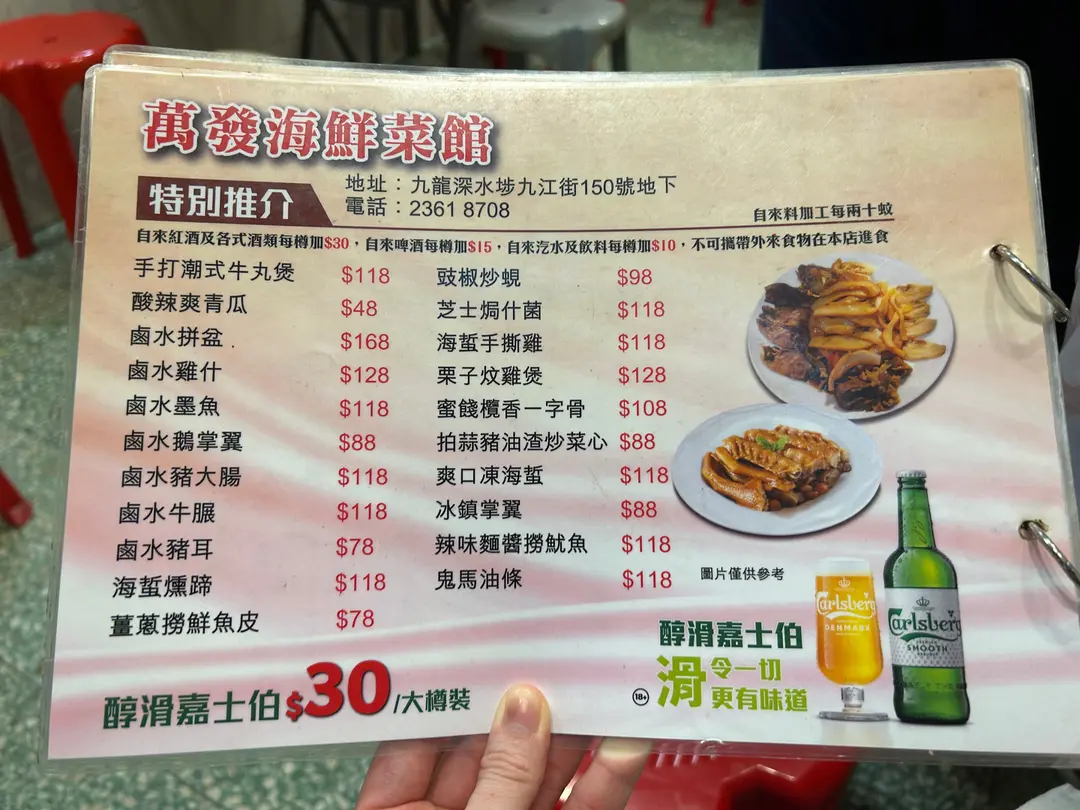 萬發海鮮菜館
特別推介
地址：九龍深水埗九江街150號地下
電話：2361 8708
自來料加工每兩十蚊
自來紅酒及各式酒類每樽加$30，自來啤酒每樽加$15，自來汽水及飲料每樽加$10，不可攜帶外來食物在本店進食
手打潮式牛丸煲 $118
酸辣爽青瓜 $48
鹵水拼盆 $168
鹵水雞什 $128
鹵水墨魚 $118
鹵水鵝掌翼 $88
鹵水豬大腸 $118
鹵水牛𦟌 $118
鹵水豬耳 $78
海蜇燻蹄 $118
薑蔥撈鮮魚皮 $78
豉椒炒蜆 $98
芝士焗什菌 $118
海蜇手撕雞 $118
栗子炆雞煲 $128
蜜餞欖香一字骨 $108
拍蒜豬油渣炒菜心 $88
爽口凍海蜇 $118
冰鎮掌翼 $88
辣味麵醬撈魷魚 $118
鬼馬油條 $118
圖片僅供參考
醇滑嘉士伯$30/大樽裝
醇滑嘉士伯
滑令一切
更有味道
18+
Carlsberg
DENMARK
Carlsberg
SMOOTH